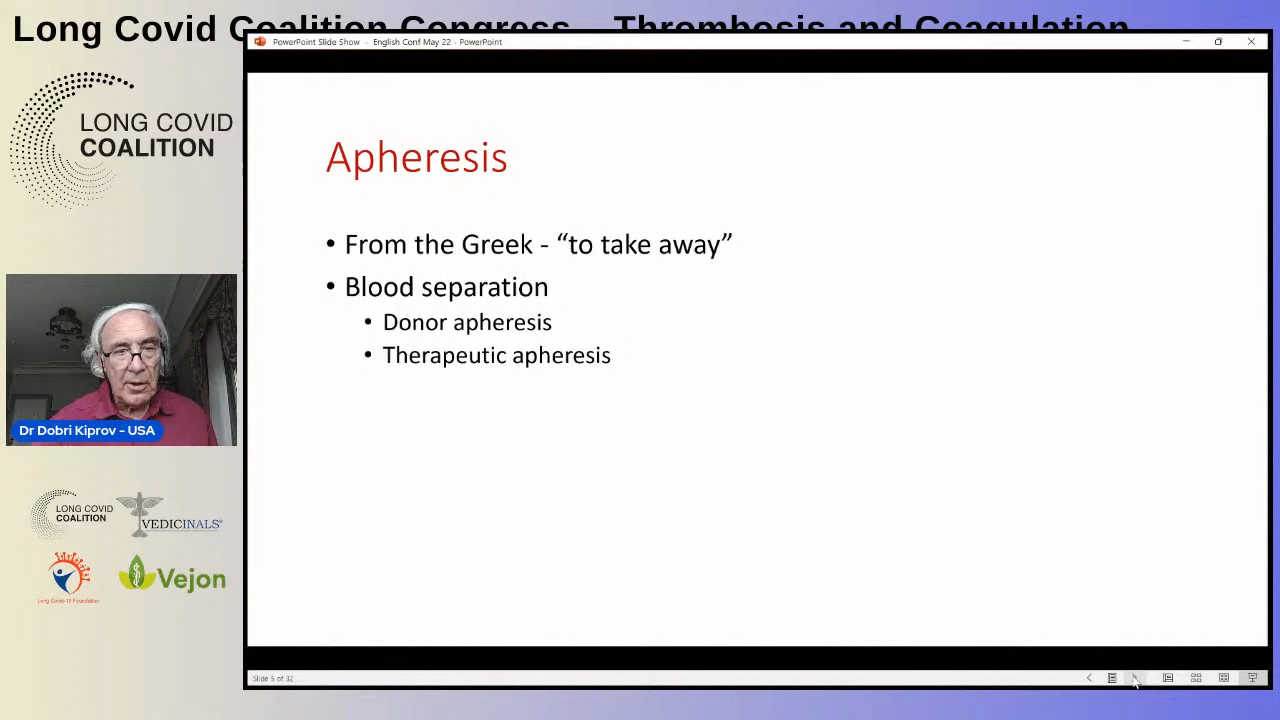 Long Covid Coalition Congress - Thrombosis and Coagulation
PowerPoint Slide Show - English Conf May 22 - PowerPoint
LONG COVID
COALITION
Apheresis
• From the Greek - “to take away”
• Blood separation
• Donor apheresis
• Therapeutic apheresis
Dr Dobri Kiprov - USA
LONG COVID
COALITION
VEDICINALS®
Long Covid-19 Foundation
Vejon
Slide 5 of 32